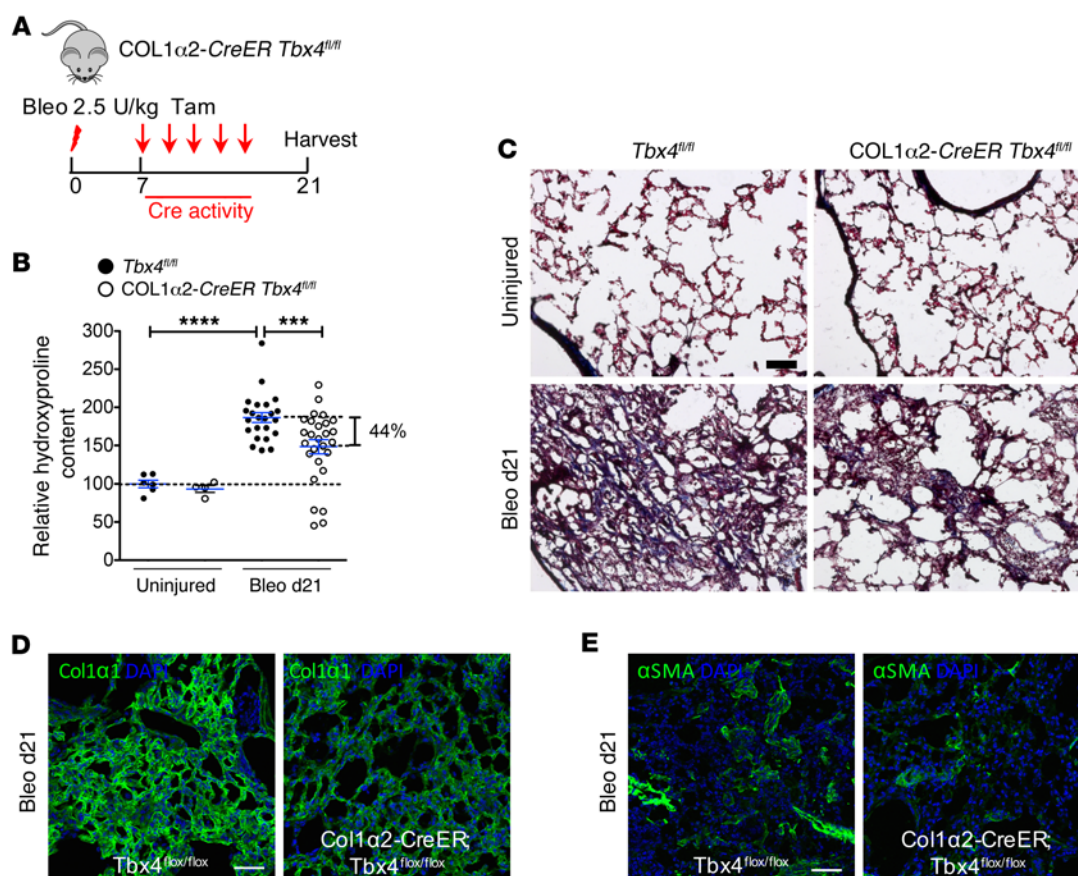 A
COL1α2-CreER Tbx4fl/fl
Bleo 2.5 U/kg Tam
Harvest
0 7 21
Cre activity
B
Tbx4fl/fl
COL1α2-CreER Tbx4fl/fl
Relative hydroxyproline
content
300
250
200
150
100
50
0
**** ***
44%
Uninjured Bleo d21
C
Tbx4fl/fl COL1α2-CreER Tbx4fl/fl
Uninjured
Bleo d21
D
Bleo d21
Col1α1 DAPI Col1α1 DAPI
Tbx4flox/flox
Col1α2-CreER;
Tbx4flox/flox
E
Bleo d21
αSMA DAPI αSMA DAPI
Tbx4flox/flox
Col1α2-CreER;
Tbx4flox/flox